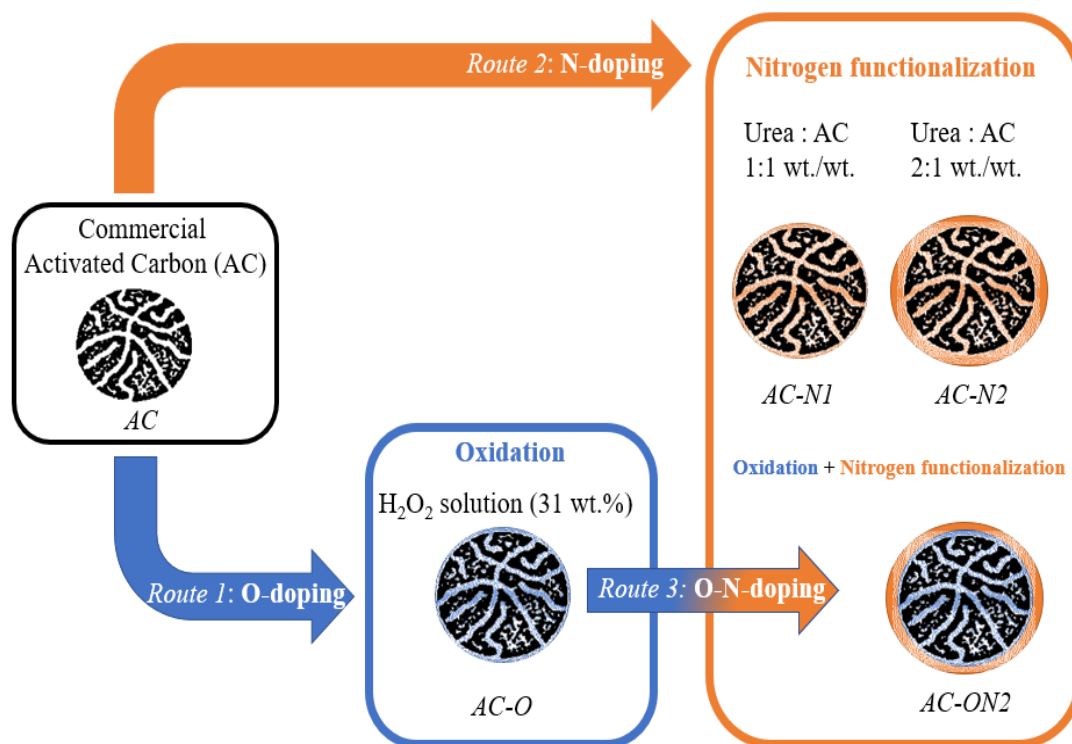 Route 2: N-doping
Commercial
Activated Carbon (AC)
AC
Route 1: O-doping
Oxidation
H₂O₂ solution (31 wt.%)
AC-O
Route 3: O-N-doping
Nitrogen functionalization
Urea : AC
1:1 wt./wt.
Urea : AC
2:1 wt./wt.
AC-N1
AC-N2
Oxidation + Nitrogen functionalization
AC-ON2